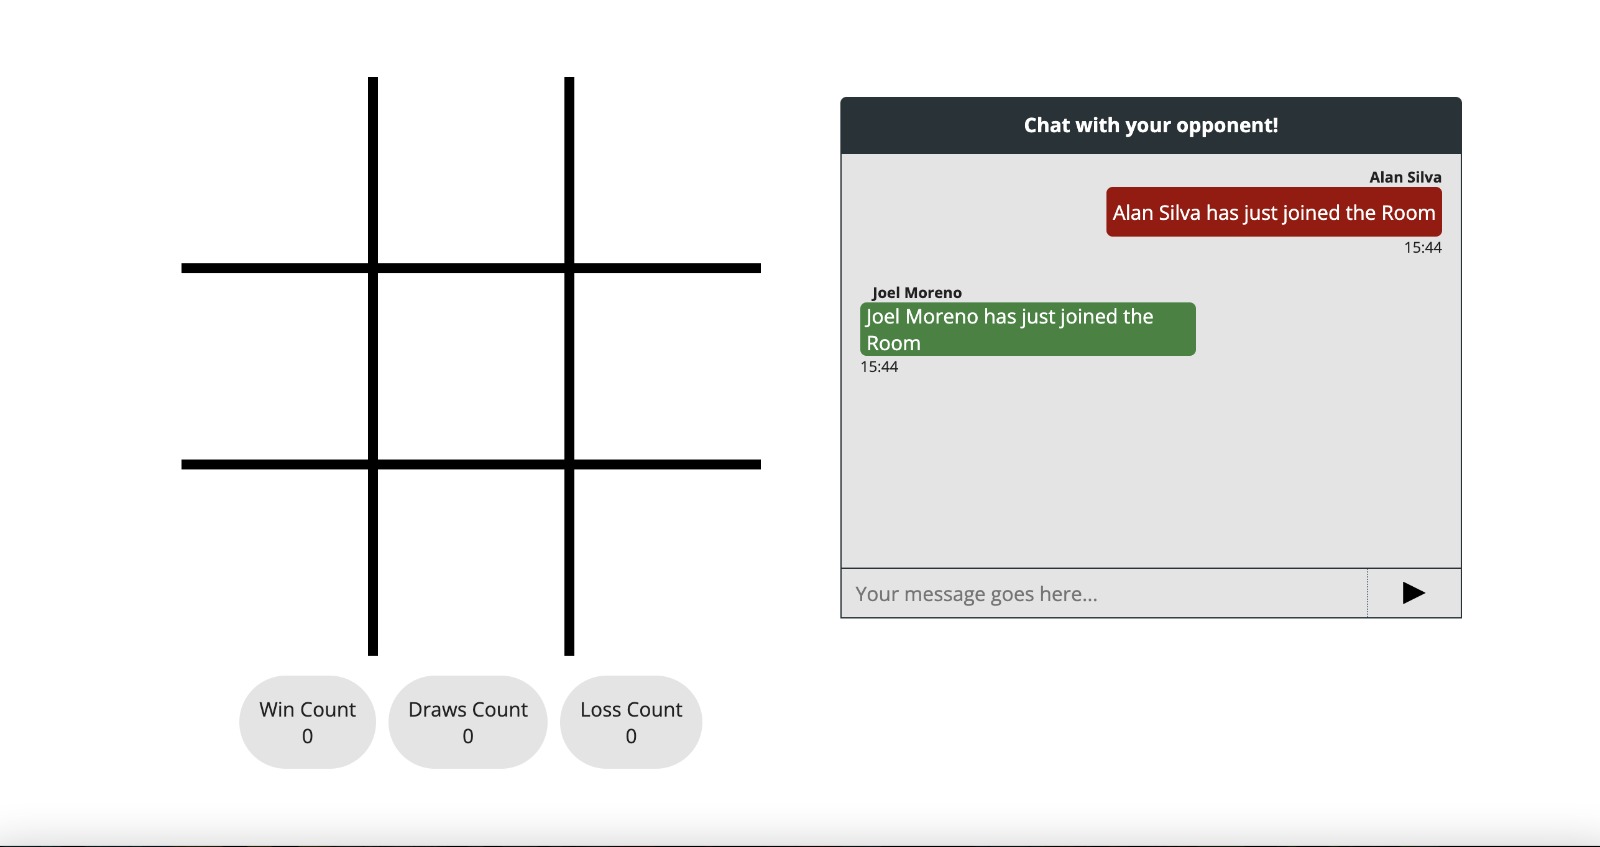 Chat with your opponent!
Alan Silva
Alan Silva has just joined the Room
15:44
Joel Moreno
Joel Moreno has just joined the
Room
15:44
Your message goes here...
Win Count
0
Draws Count
0
Loss Count
0